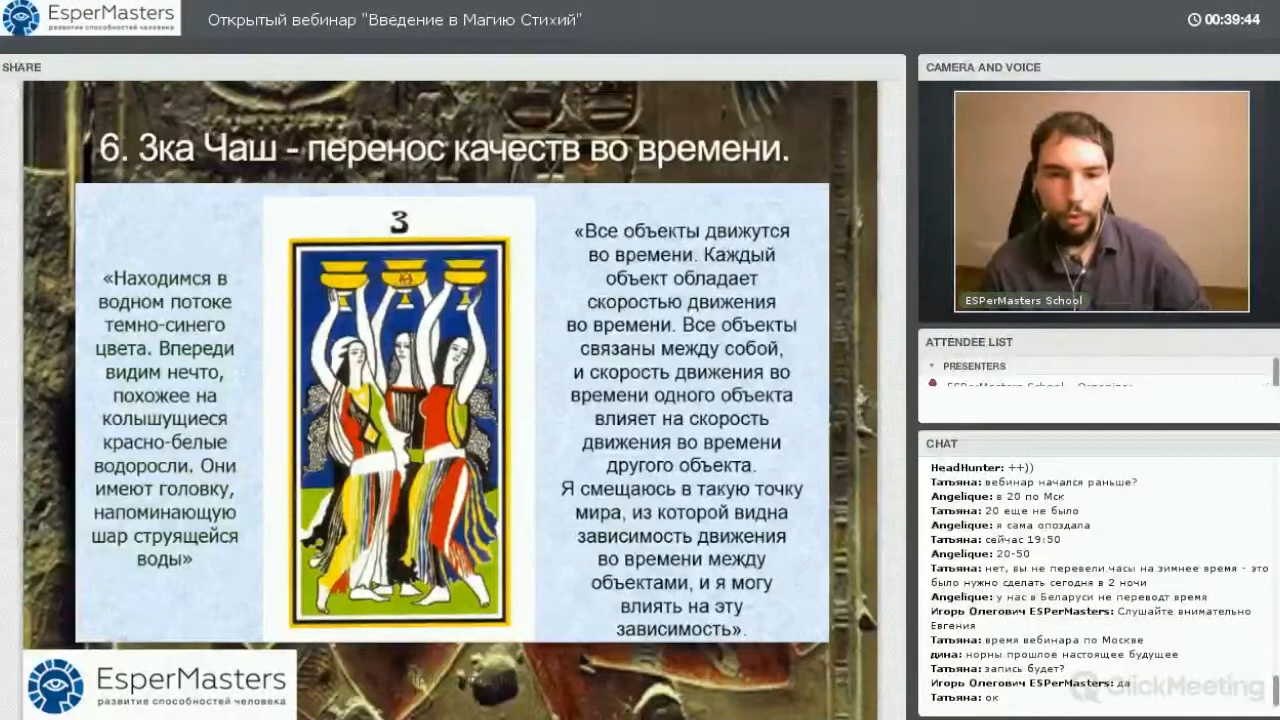 EsperMasters
развитие способностей человека
Открытый вебинар "Введение в Магию Стихий"
00:39:44
SHARE
6. 3ка Чаш - перенос качеств во времени.
«Находимся в
водном потоке
темно-синего
цвета. Впереди
видим нечто,
похожее на
колышущиеся
красно-белые
водоросли. Они
имеют головку,
напоминающую
шар струящейся
воды»
3
«Все объекты движутся
во времени. Каждый
объект обладает
скоростью движения
во времени. Все объекты
связаны между собой,
и скорость движения во
времени одного объекта
влияет на скорость
движения во времени
другого объекта.
Я смещаюсь в такую точку
мира, из которой видна
зависимость движения
во времени между
объектами, и я могу
влиять на эту
зависимость».
EsperMasters
развитие способностей человека
CAMERA AND VOICE
ESPerMasters School
ATTENDEE LIST
PRESENTERS
ESPerMasters School - Organizer
CHAT
HeadHunter: ++))
Татьяна: вебинар начался раньше?
Angelique: в 20 по Мск
Татьяна: 20 еще не было
Angelique: я сама опоздала
Татьяна: сейчас 19:50
Angelique: 20-50
Татьяна: нет, вы не перевели часы на зимнее время - это
было нужно сделать сегодня в 2 ночи
Angelique: у нас в Беларуси не переводят время
Игорь Олегович ESPerMasters: Слушайте внимательно
Евгения
Татьяна: время вебинара по Москве
дина: норны прошлое настоящее будущее
Татьяна: запись будет?
Игорь Олегович ESPerMasters: да
Татьяна: ок
ClickMeeting